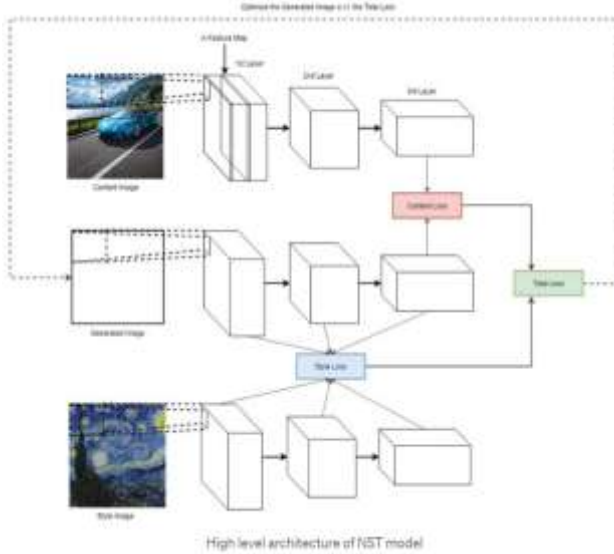 Optimize the Generated Image w.r.t. the Total Loss
A Feature Map
1st Layer
2nd Layer
3rd Layer
Content Image
Content Loss
Total Loss
Generated Image
Style Loss
Style Image
High level architecture of NST model